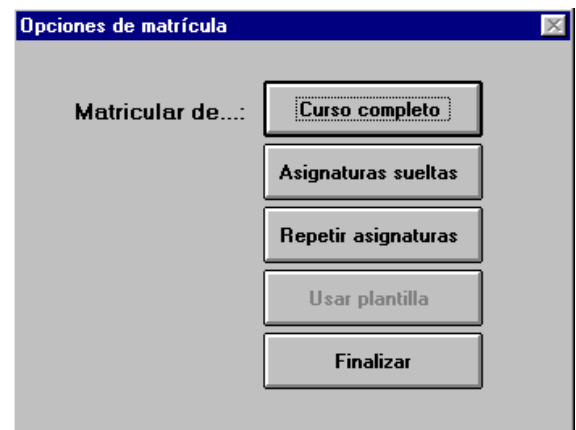 Opciones de matrícula
Matricular de...: Curso completo
Asignaturas sueltas
Repetir asignaturas
Usar plantilla
Finalizar